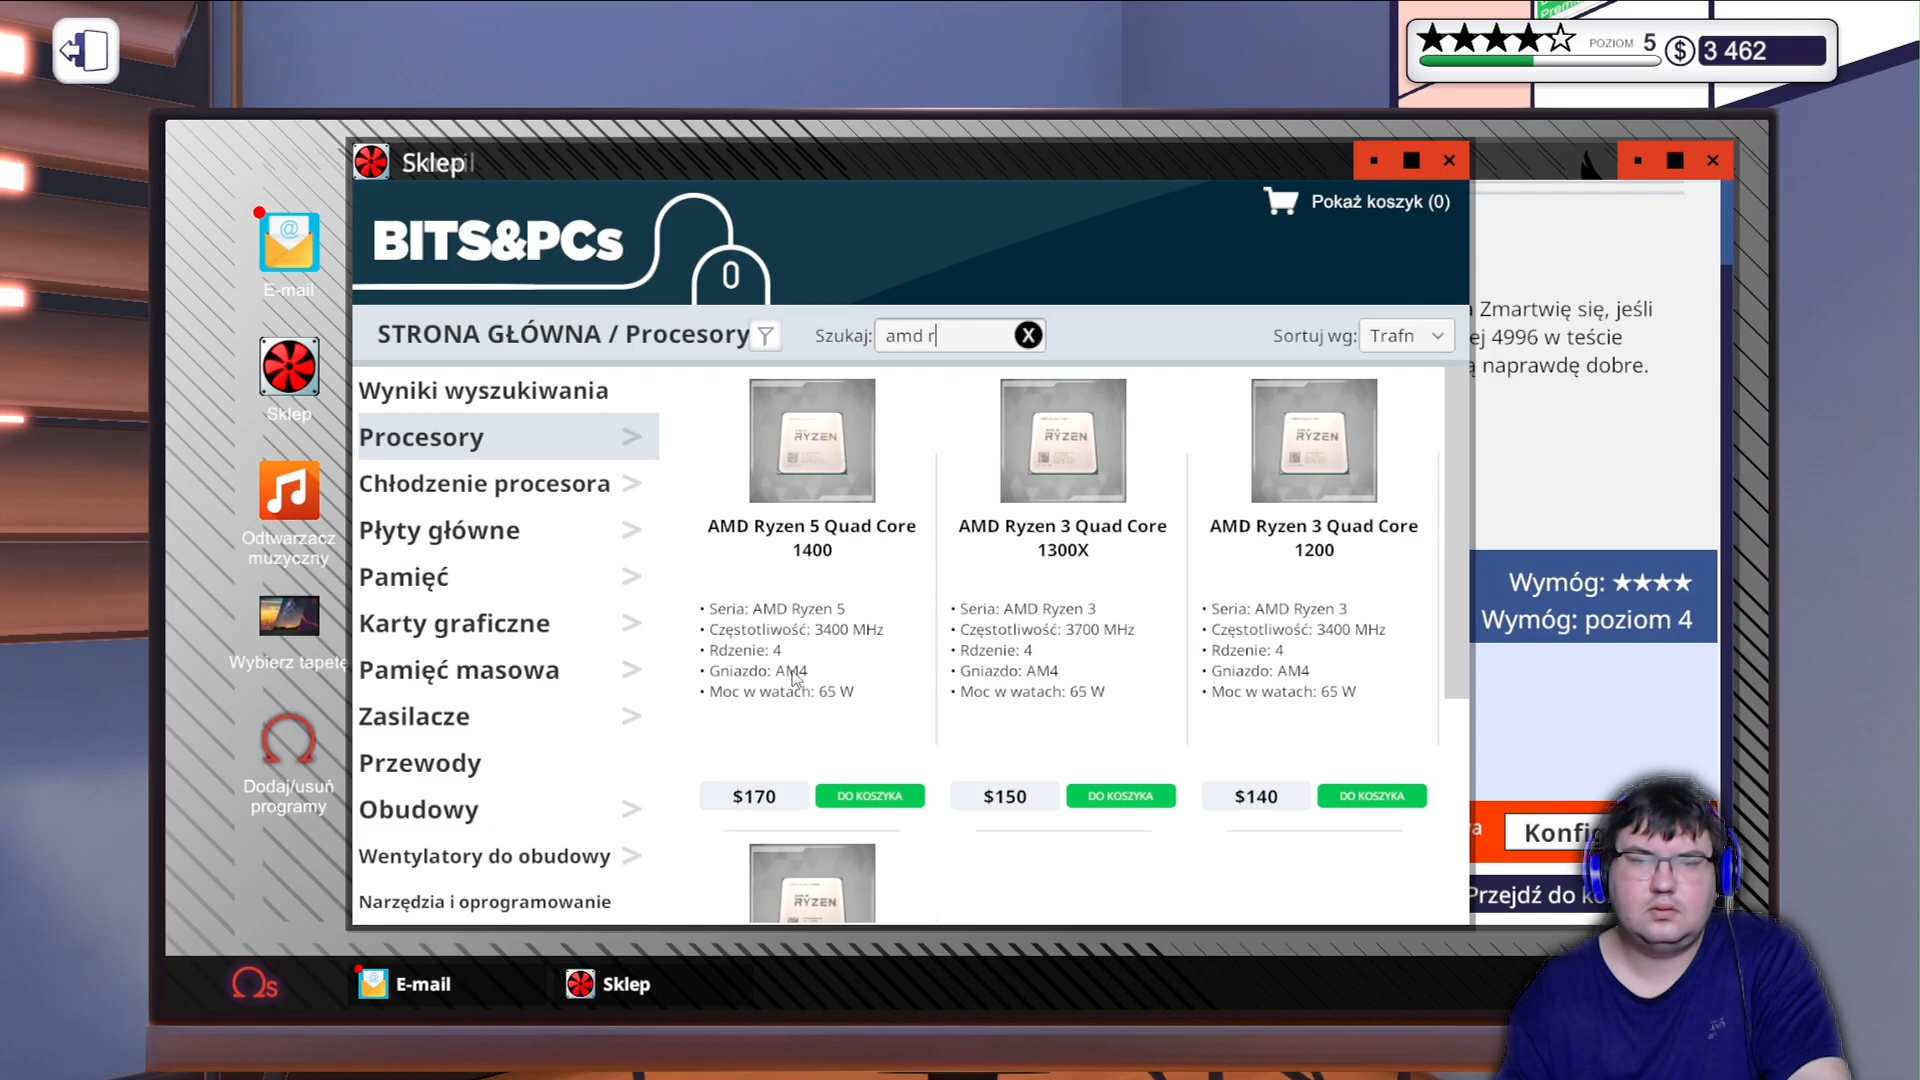 POZIOM 5
$ 3 462
Sklep
BITS&PCs
Pokaż koszyk (0)
STRONA GŁÓWNA / Procesory
Szukaj: amd r
X
Sortuj wg: Trafn
E-mail
Sklep
Odtwarzacz
muzyczny
Wybierz tapetę
Dodaj/usuń
programy
Wyniki wyszukiwania
Procesory >
Chłodzenie procesora >
Płyty główne >
Pamięć >
Karty graficzne >
Pamięć masowa >
Zasilacze >
Przewody
Obudowy >
Wentylatory do obudowy >
Narzędzia i oprogramowanie
RYZEN
AMD Ryzen 5 Quad Core
1400
• Seria: AMD Ryzen 5
• Częstotliwość: 3400 MHz
• Rdzenie: 4
• Gniazdo: AM4
• Moc w watach: 65 W
$170
DO KOSZYKA
RYZEN
AMD Ryzen 3 Quad Core
1300X
• Seria: AMD Ryzen 3
• Częstotliwość: 3700 MHz
• Rdzenie: 4
• Gniazdo: AM4
• Moc w watach: 65 W
$150
DO KOSZYKA
RYZEN
AMD Ryzen 3 Quad Core
1200
• Seria: AMD Ryzen 3
• Częstotliwość: 3400 MHz
• Rdzenie: 4
• Gniazdo: AM4
• Moc w watach: 65 W
$140
DO KOSZYKA
RYZEN
Zmartwię się, jeśli
ej 4996 w teście
ą naprawdę dobre.
Wymóg: ★★★★
Wymóg: poziom 4
Konfi
Przejdź do k
E-mail
Sklep